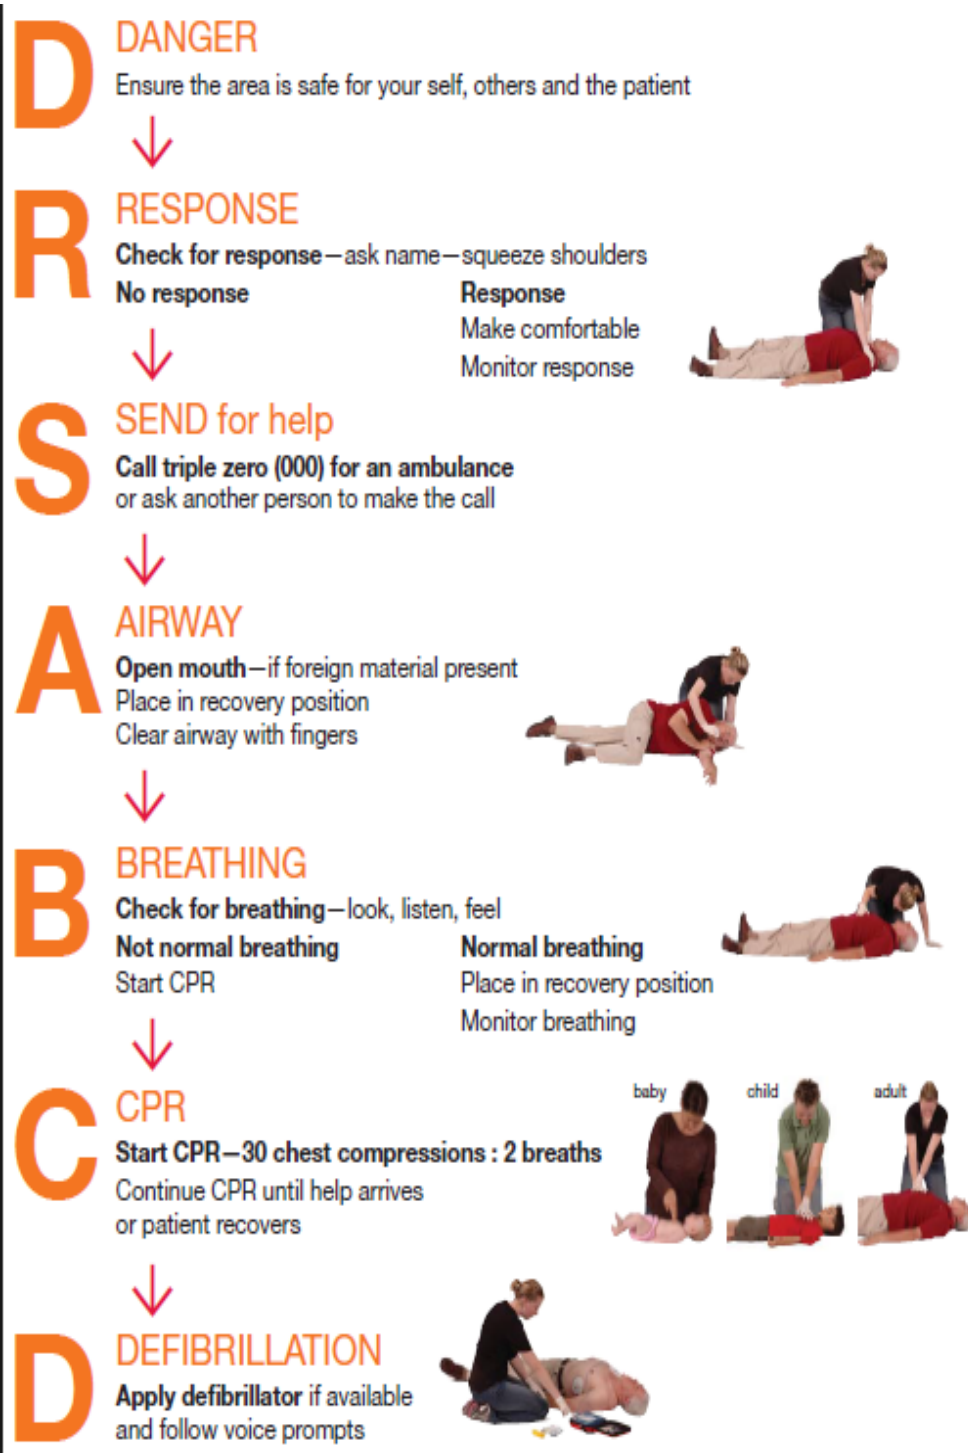 D
DANGER
Ensure the area is safe for your self, others and the patient
R
RESPONSE
Check for response—ask name—squeeze shoulders
No response
Response
Make comfortable
Monitor response
S
SEND for help
Call triple zero (000) for an ambulance
or ask another person to make the call
A
AIRWAY
Open mouth—if foreign material present
Place in recovery position
Clear airway with fingers
B
BREATHING
Check for breathing—look, listen, feel
Not normal breathing
Start CPR
Normal breathing
Place in recovery position
Monitor breathing
C
CPR
Start CPR—30 chest compressions : 2 breaths
Continue CPR until help arrives
or patient recovers
baby
child
adult
D
DEFIBRILLATION
Apply defibrillator if available
and follow voice prompts